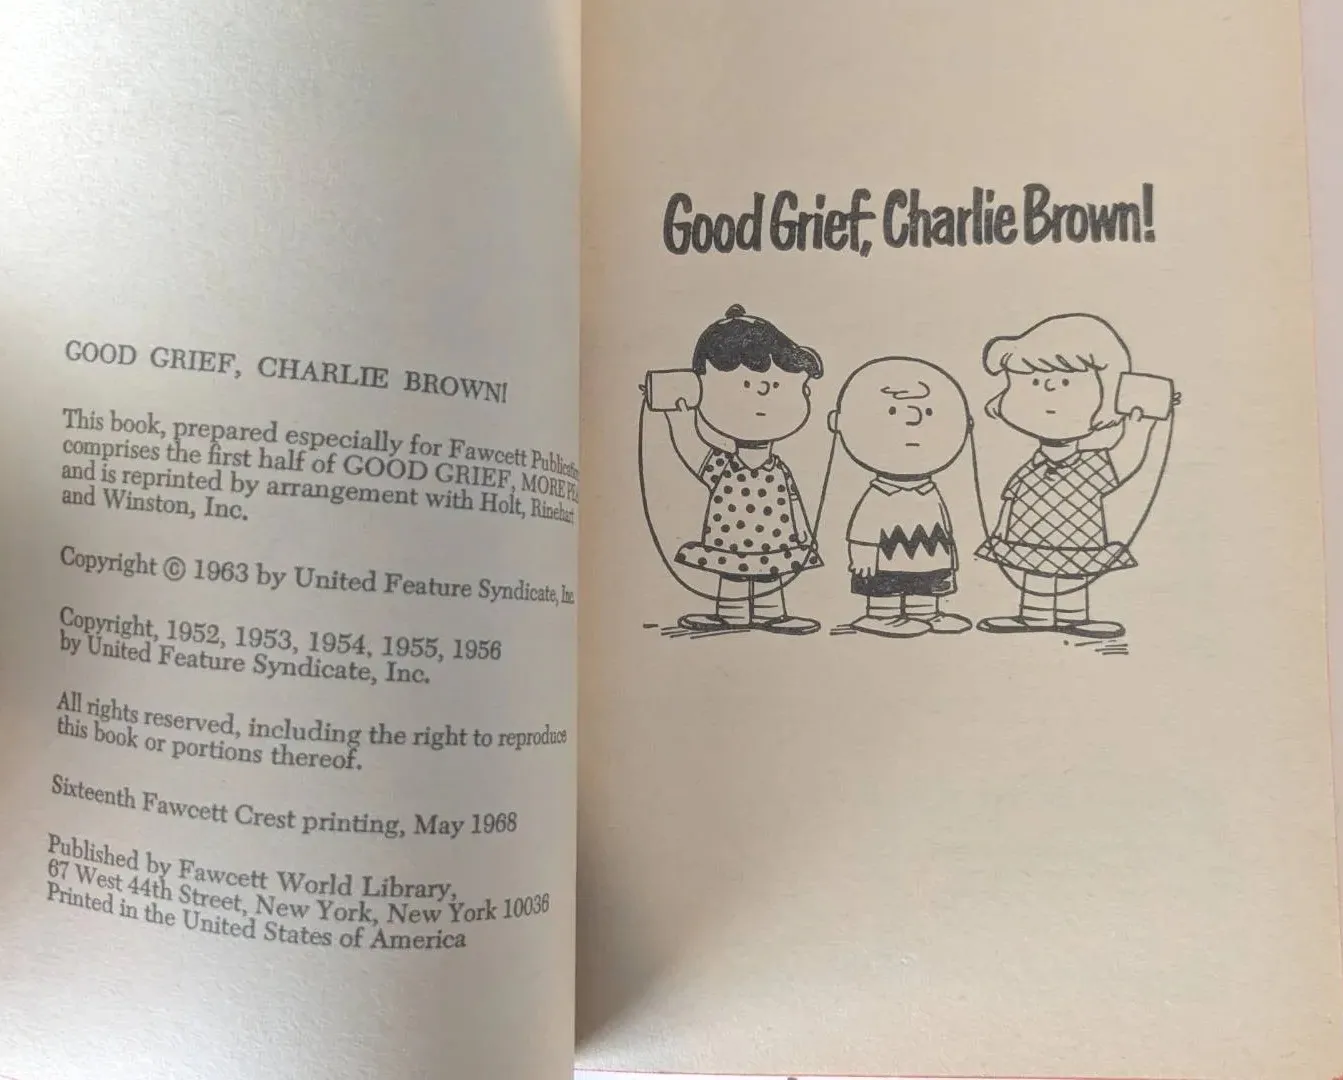 GOOD GRIEF, CHARLIE BROWN!
This book, prepared especially for Fawcett
comprises the first half of GOOD GRIEF, MORE
and is reprinted by arrangement with Holt, Rinehart
and Winston, Inc.
Copyright © 1963 by United Feature Syndicate, Inc.
Copyright, 1952, 1953, 1954, 1955, 1956
by United Feature Syndicate, Inc.
All rights reserved, including the right to reproduce
this book or portions thereof.
Sixteenth Fawcett Crest printing, May 1968
Published by Fawcett World Library,
67 West 44th Street, New York, New York 10036
Printed in the United States of America
Good Grief, Charlie Brown!